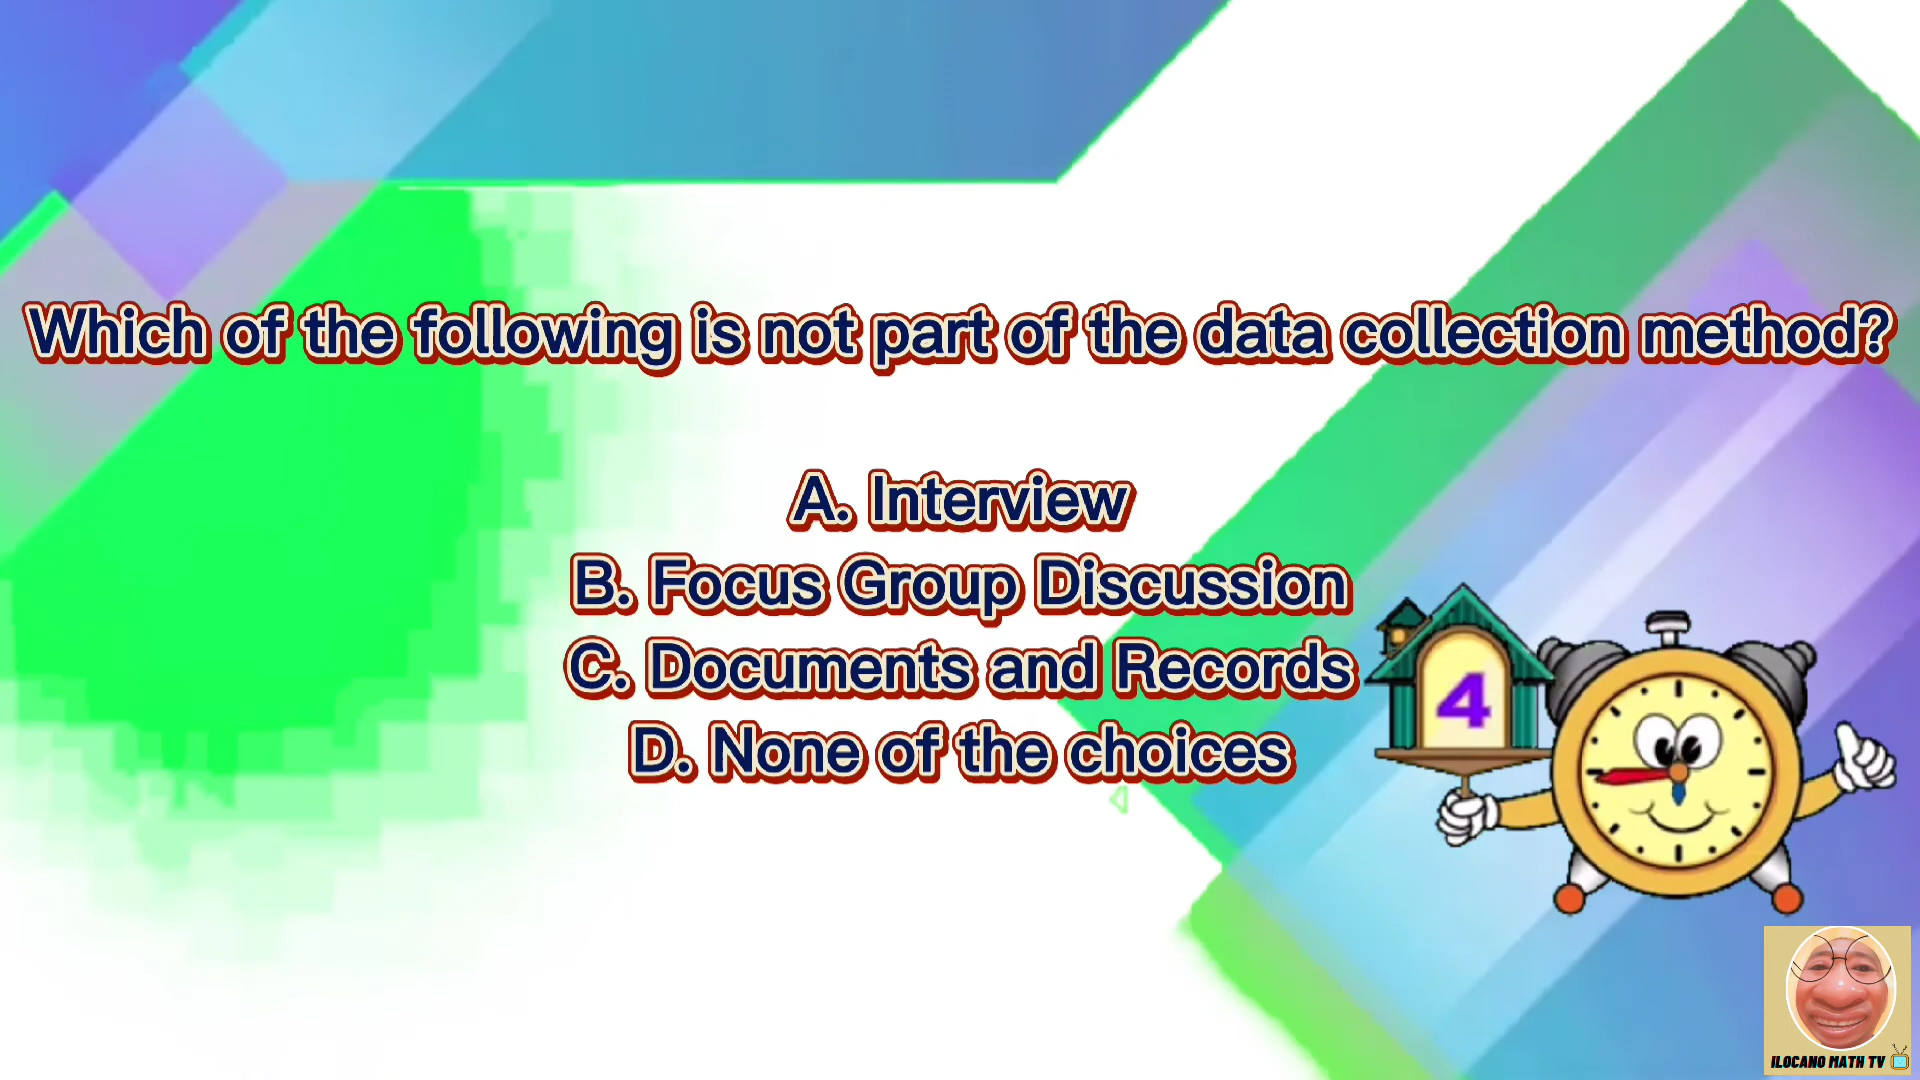 Which of the following is not part of the data collection method?
A. Interview
B. Focus Group Discussion
C. Documents and Records
D. None of the choices
4
ILOCANO MATH TV